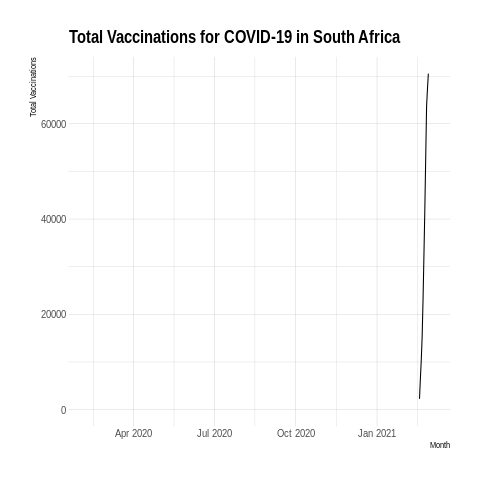 Total Vaccinations for COVID-19 in South Africa
Total Vaccinations
60000
40000
20000
0
Apr 2020
Jul 2020
Oct 2020
Jan 2021
Month